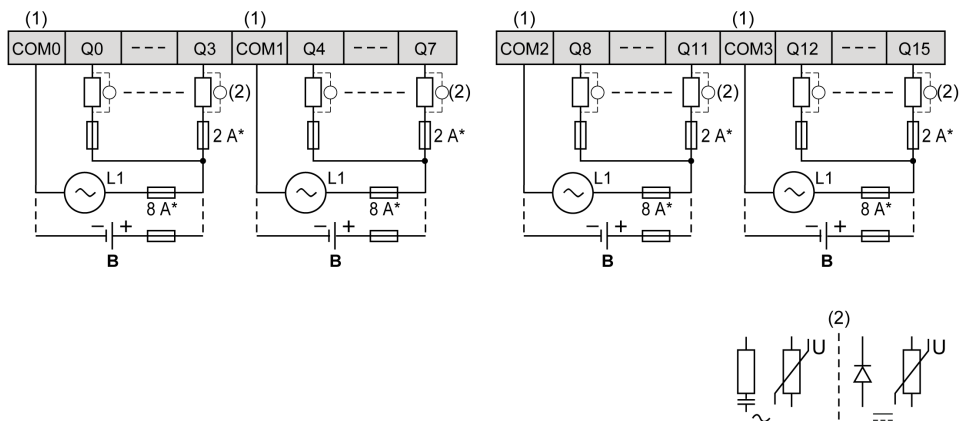 (1) (1) (1) (1)
COM0 Q0 --- Q3 COM1 Q4 --- Q7 COM2 Q8 --- Q11 COM3 Q12 --- Q15
(2) (2) (2) (2)
2 A* 2 A* 2 A* 2 A*
L1 L1 L1 L1
8 A* 8 A* 8 A* 8 A*
− + − + − + − +
B B B B
(2)
U U